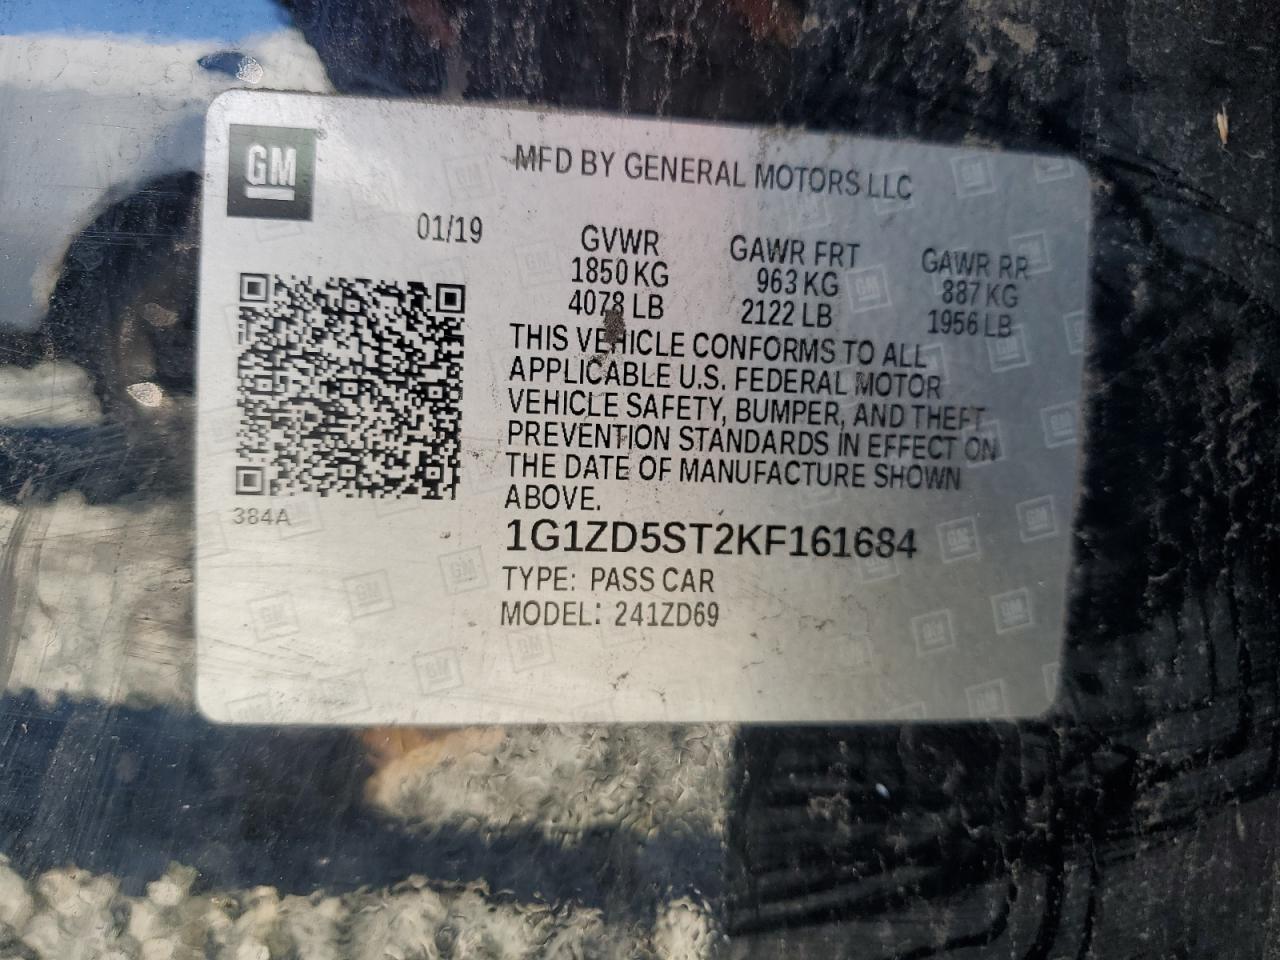 GM
MFD BY GENERAL MOTORS LLC
01/19
GVWR
1850 KG
4078 LB
GAWR FRT
963 KG
2122 LB
GAWR RR
887 KG
1956 LB
THIS VEHICLE CONFORMS TO ALL
APPLICABLE U.S. FEDERAL MOTOR
VEHICLE SAFETY, BUMPER, AND THEFT
PREVENTION STANDARDS IN EFFECT ON
THE DATE OF MANUFACTURE SHOWN
ABOVE.
384A
1G1ZD5ST2KF161684
TYPE: PASS CAR
MODEL: 241ZD69